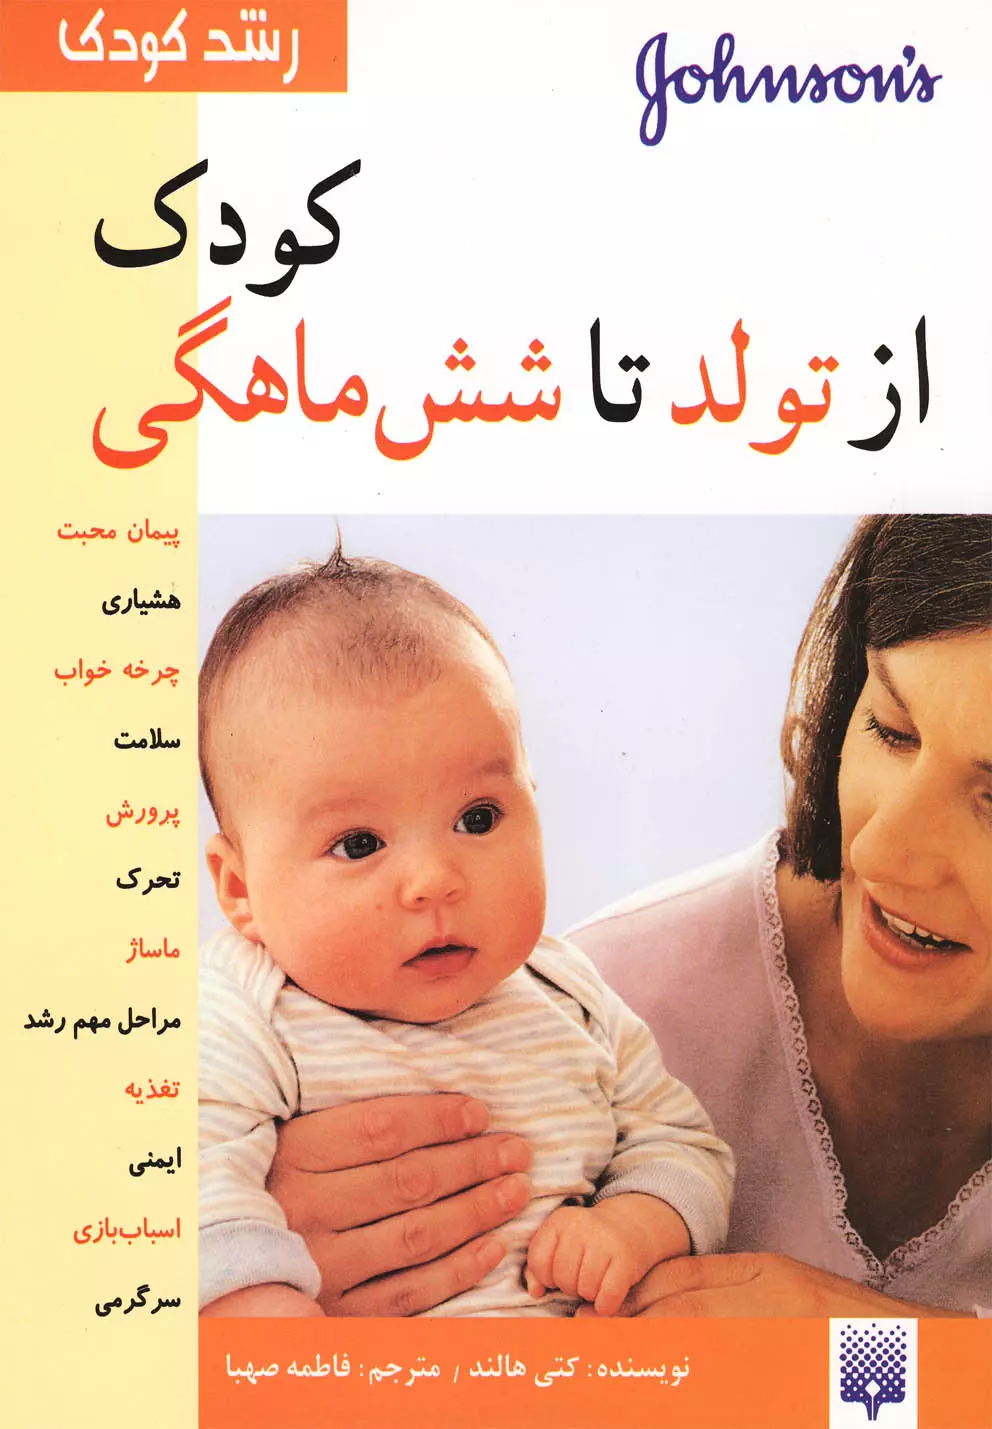 رشد کودک
Johnson's
کودک
از تولد تا شش‌ماهگی
پیمان محبت
هشیاری
چرخه خواب
سلامت
پرورش
تحرک
ماساژ
مراحل مهم رشد
تغذیه
ایمنی
اسباب‌بازی
سرگرمی
نویسنده: کتی هالند / مترجم: فاطمه صهبا